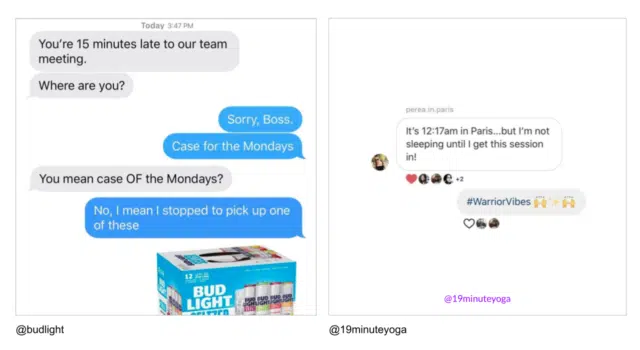 Today 3:47 PM
You're 15 minutes late to our team
meeting.
Where are you?
Sorry, Boss.
Case for the Mondays
You mean case OF the Mondays?
No, I mean I stopped to pick up one
of these
12
BUD
LIGHT
SELTZER
@budlight
perea.in.paris
It's 12:17am in Paris...but I'm not
sleeping until I get this session
in!
+2
#WarriorVibes 🙌✨🙌
@19minuteyoga
@19minuteyoga